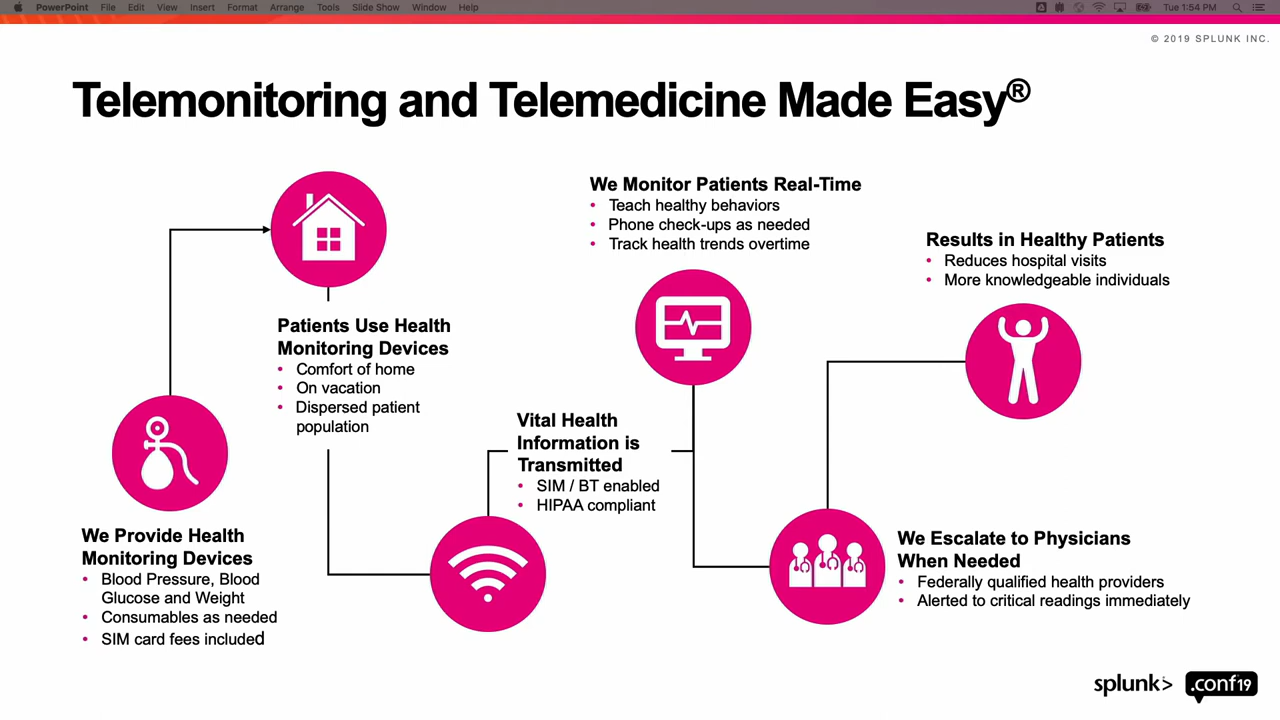 PowerPoint File Edit View Insert Format Arrange Tools Slide Show Window Help Tue 1:54 PM
© 2019 SPLUNK INC.
Telemonitoring and Telemedicine Made Easy®
We Provide Health
Monitoring Devices
• Blood Pressure, Blood
Glucose and Weight
• Consumables as needed
• SIM card fees included
Patients Use Health
Monitoring Devices
• Comfort of home
• On vacation
• Dispersed patient
population
Vital Health
Information is
Transmitted
• SIM / BT enabled
• HIPAA compliant
We Monitor Patients Real-Time
• Teach healthy behaviors
• Phone check-ups as needed
• Track health trends overtime
We Escalate to Physicians
When Needed
• Federally qualified health providers
• Alerted to critical readings immediately
Results in Healthy Patients
• Reduces hospital visits
• More knowledgeable individuals
splunk> .conf19